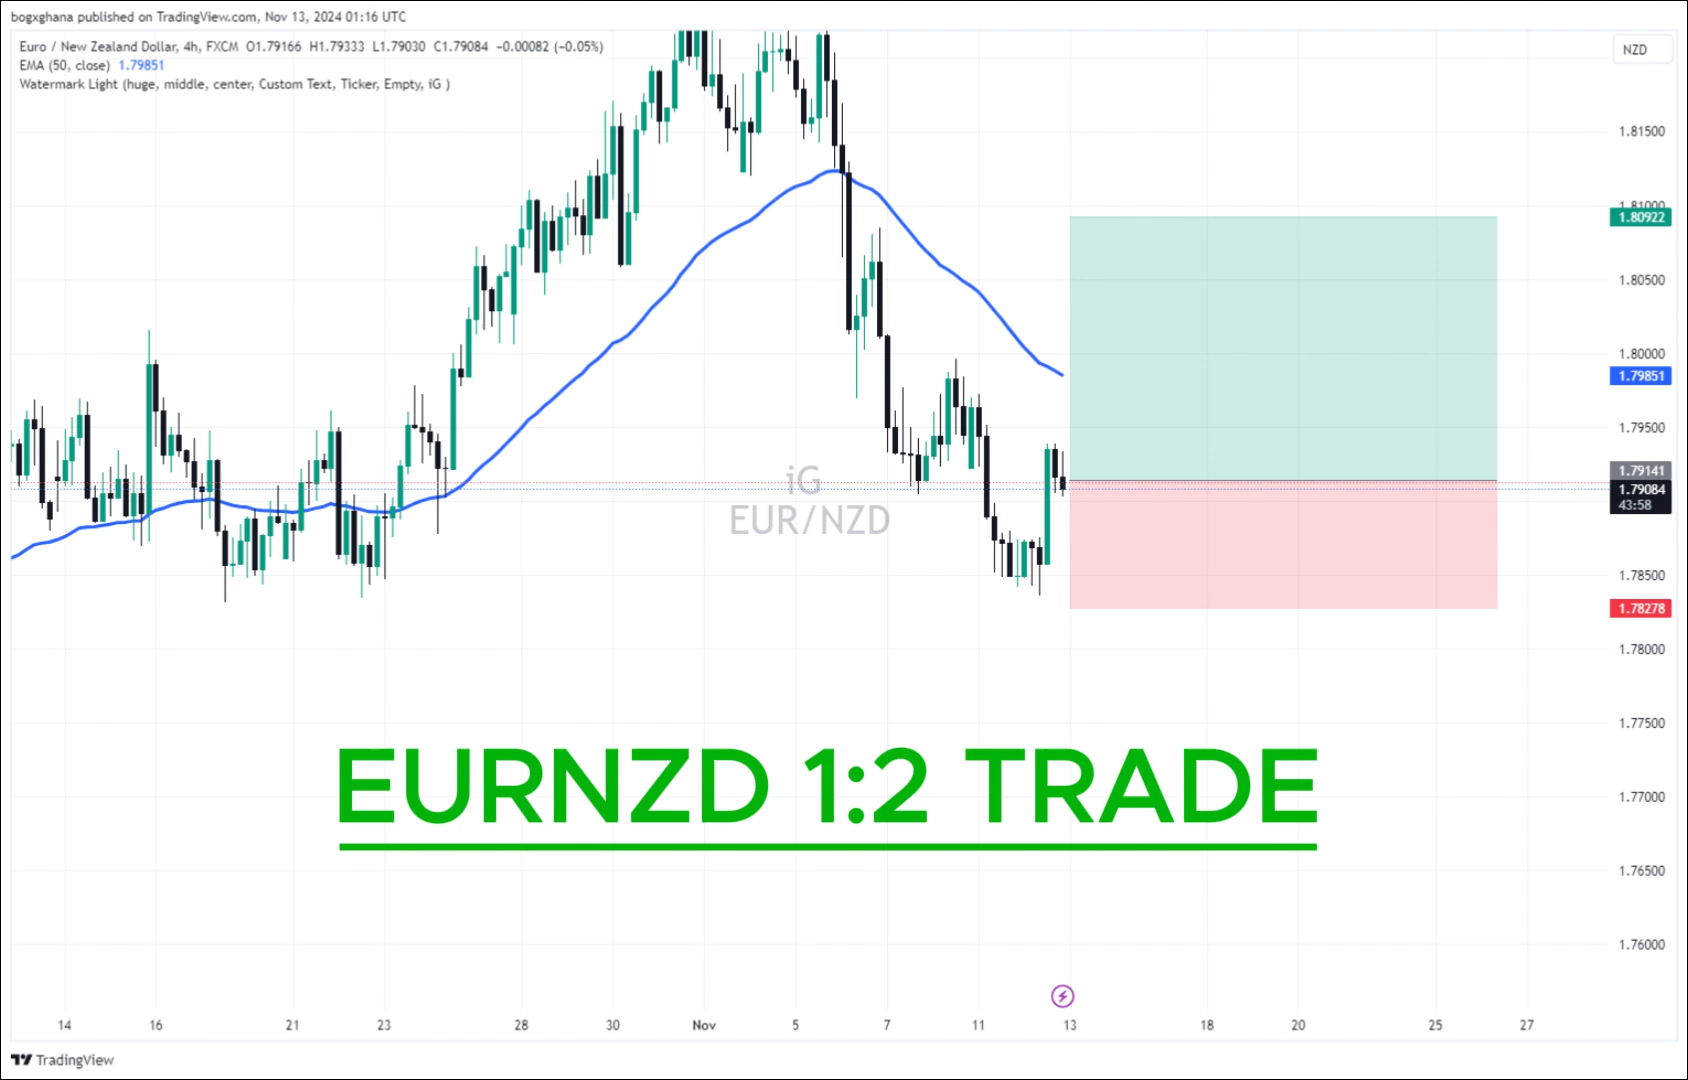 bogxghana published on TradingView.com, Nov 13, 2024 01:16 UTC
Euro / New Zealand Dollar, 4h, FXCM O1.79166 H1.79333 L1.79030 C1.79084 −0.00082 (−0.05%)
EMA (50, close) 1.79851
Watermark Light (huge, middle, center, Custom Text, Ticker, Empty, iG )
NZD
1.81500
1.81000
1.80922
1.80500
1.80000
1.79851
1.79500
1.79141
1.79084
43:58
1.78500
1.78278
1.78000
1.77500
1.77000
1.76500
1.76000
iG
EUR/NZD
EURNZD 1:2 TRADE
14 16 21 23 28 30 Nov 5 7 11 13 18 20 25 27
TradingView